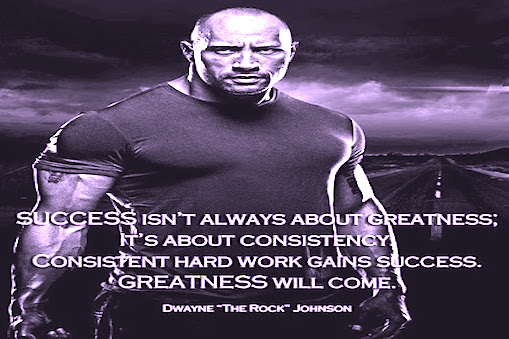 SUCCESS ISN'T ALWAYS ABOUT GREATNESS;
IT'S ABOUT CONSISTENCY.
CONSISTENT HARD WORK GAINS SUCCESS.
GREATNESS WILL COME.
DWAYNE "THE ROCK" JOHNSON